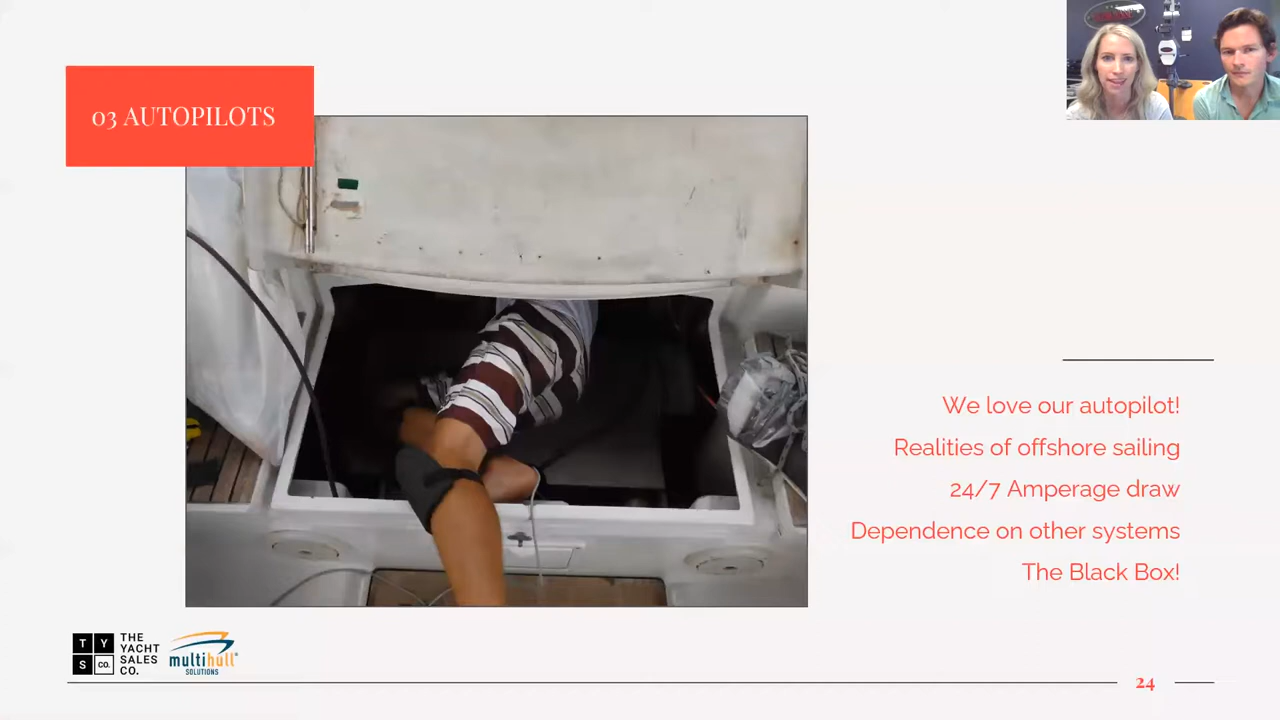 03 AUTOPILOTS
We love our autopilot!
Realities of offshore sailing
24/7 Amperage draw
Dependence on other systems
The Black Box!
T Y
S CO.
THE
YACHT
SALES
CO.
multihull
SOLUTIONS
24